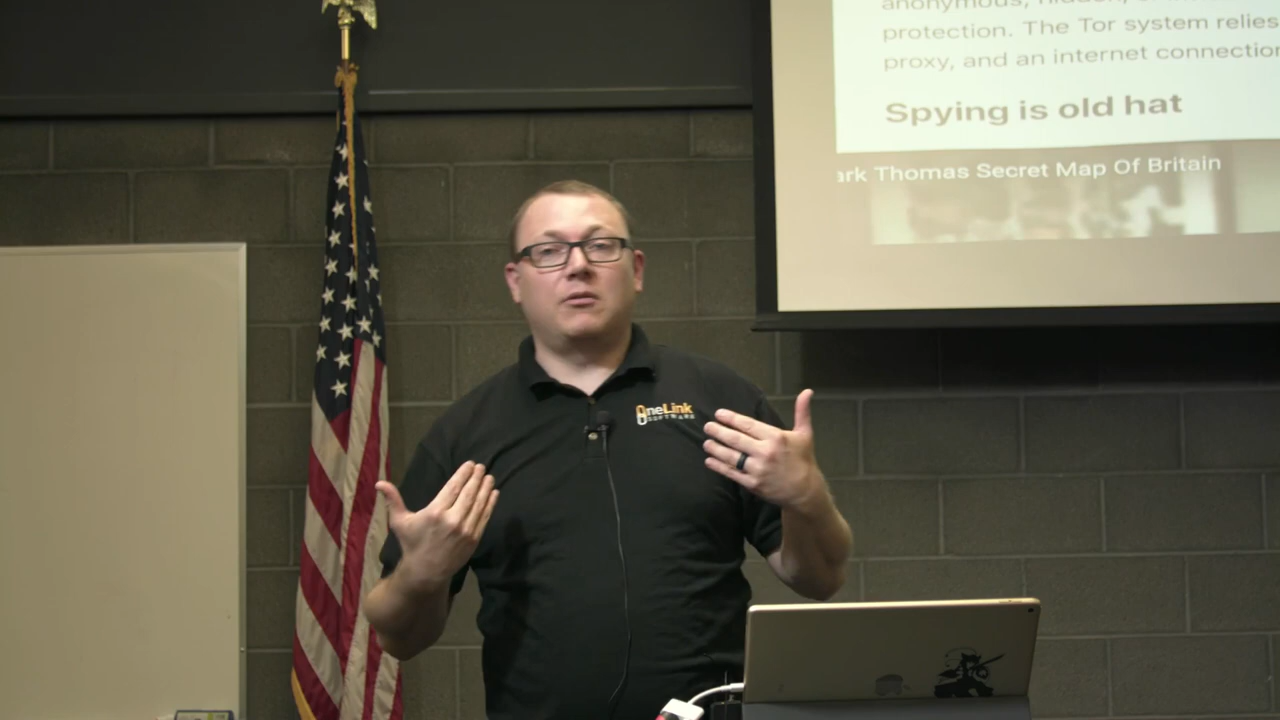 protection. The Tor system relies
proxy, and an internet connection
Spying is old hat
ark Thomas Secret Map Of Britain
OneLink
SOFTWARE